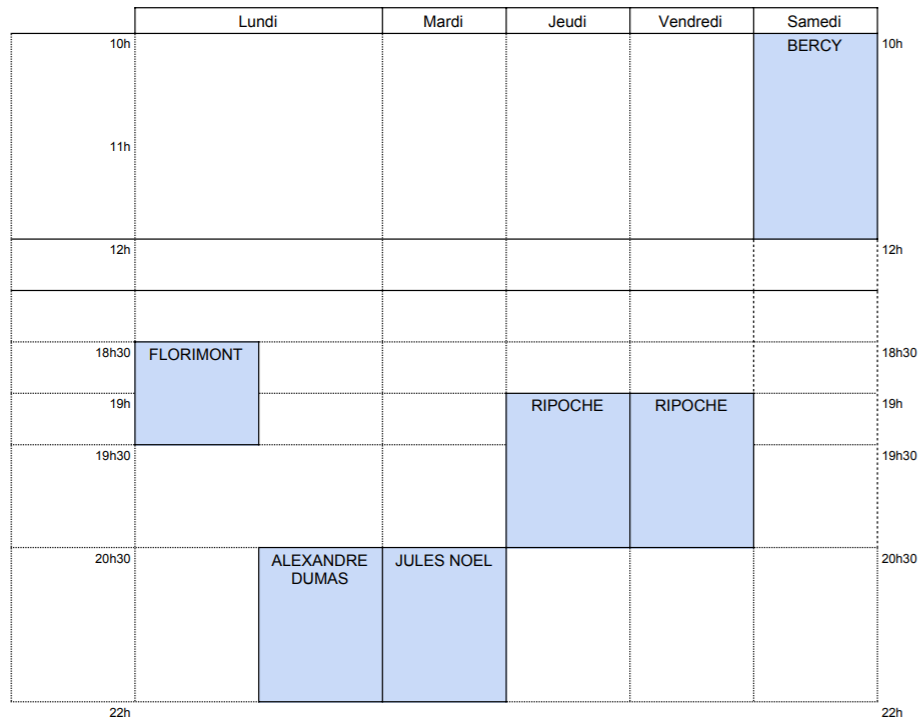 Lundi Mardi Jeudi Vendredi Samedi
10h BERCY 10h
11h
12h 12h
18h30 FLORIMONT 18h30
19h RIPOCHE RIPOCHE 19h
19h30 19h30
20h30 ALEXANDRE JULES NOEL 20h30
DUMAS
22h 22h